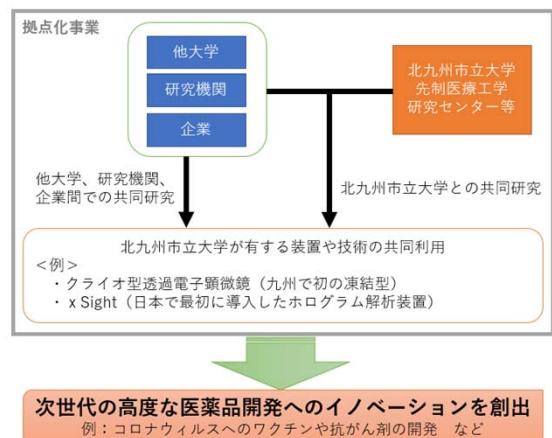 拠点化事業
他大学
研究機関
企業
北九州市立大学
先制医療工学
研究センター等
他大学、研究機関、
企業間での共同研究
北九州市立大学との共同研究
北九州市立大学が有する装置や技術の共同利用
<例>
・クライオ型透過電子顕微鏡（九州で初の凍結型）
・x Sight（日本で最初に導入したホログラム解析装置）
次世代の高度な医薬品開発へのイノベーションを創出
例：コロナウィルスへのワクチンや抗がん剤の開発 など